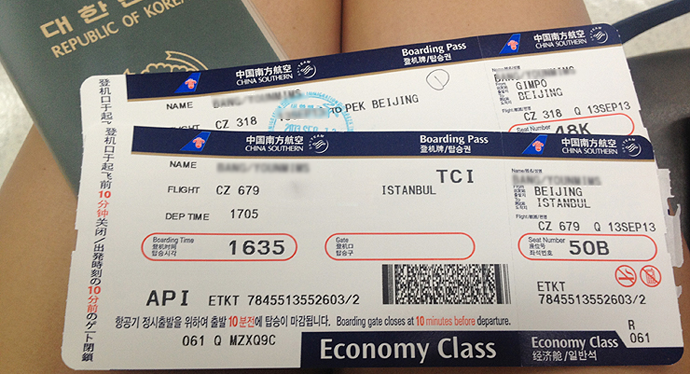 대한민
REPUBLIC OF KOREA
中国南方航空
CHINA SOUTHERN
SKYTEAM
Boarding Pass
登机牌/탑승권
中国南方航空
CHINA SOUTHERN
NAME
TO PEK BEIJING
GIMPO
BEIJING
CZ 318
CZ 318 Q 13SEP13
Seat Number 48K
登机口于起飞前10分钟关闭/出発時刻の10分前のゲート閉鎖
中国南方航空
CHINA SOUTHERN
Boarding Pass
登机牌/탑승권
中国南方航空
CHINA SOUTHERN
NAME
TCI
FLIGHT CZ 679
ISTANBUL
BEIJING
ISTANBUL
DEP TIME 1705
CZ 679 Q 13SEP13
Boarding Time
登机时间
탑승시각
1635
Gate
登机口
탑승구
Seat Number
座位号
좌석번호
50B
API ETKT 7845513552603/2
ETKT
7845513552603/2
항공기 정시출발을 위하여 출발 10분전에 탑승이 마감됩니다. Boarding gate closes at 10 minutes before departure.
061 Q MZXQ9C
R
061
Economy Class
Economy Class
经济舱/일반석